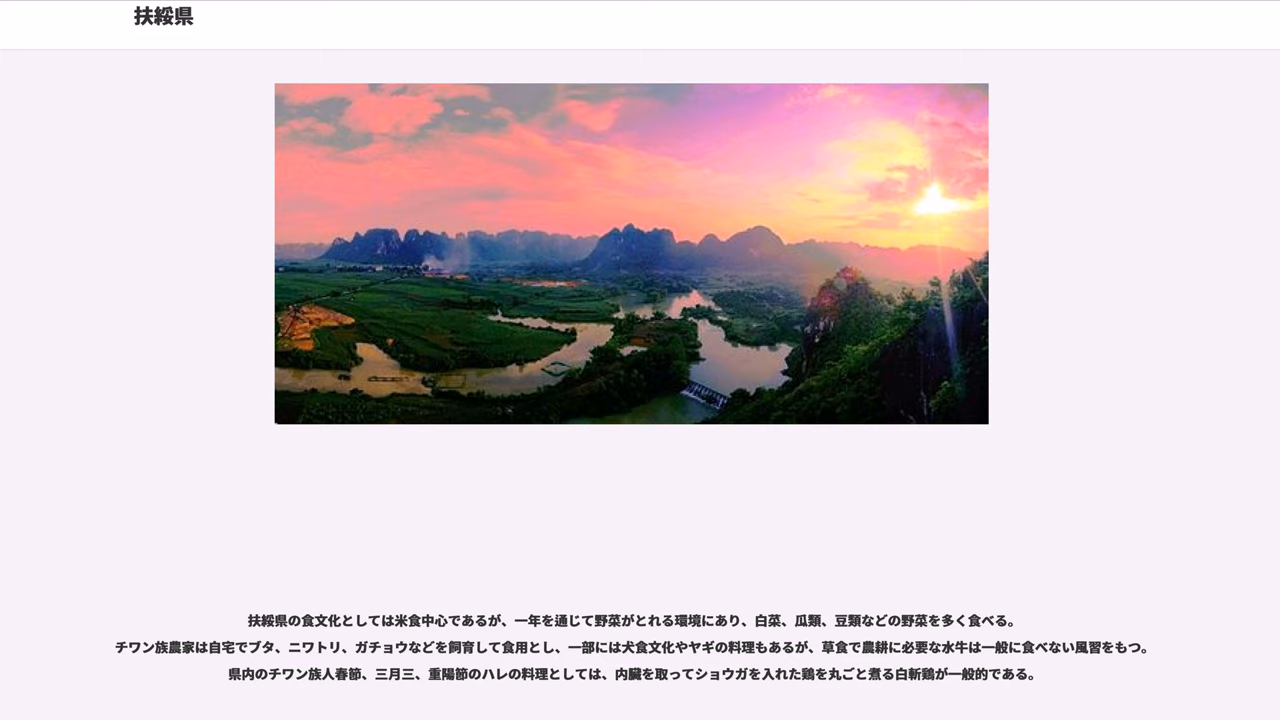 扶綏県
扶綏県の食文化としては米食中心であるが、一年を通じて野菜がとれる環境にあり、白菜、瓜類、豆類などの野菜を多く食べる。
チワン族農家は自宅でブタ、ニワトリ、ガチョウなどを飼育して食用とし、一部には犬食文化やヤギの料理もあるが、草食で農耕に必要な水牛は一般に食べない風習をもつ。
県内のチワン族人春節、三月三、重陽節のハレの料理としては、内臓を取ってショウガを入れた鶏を丸ごと煮る白斬鶏が一般的である。